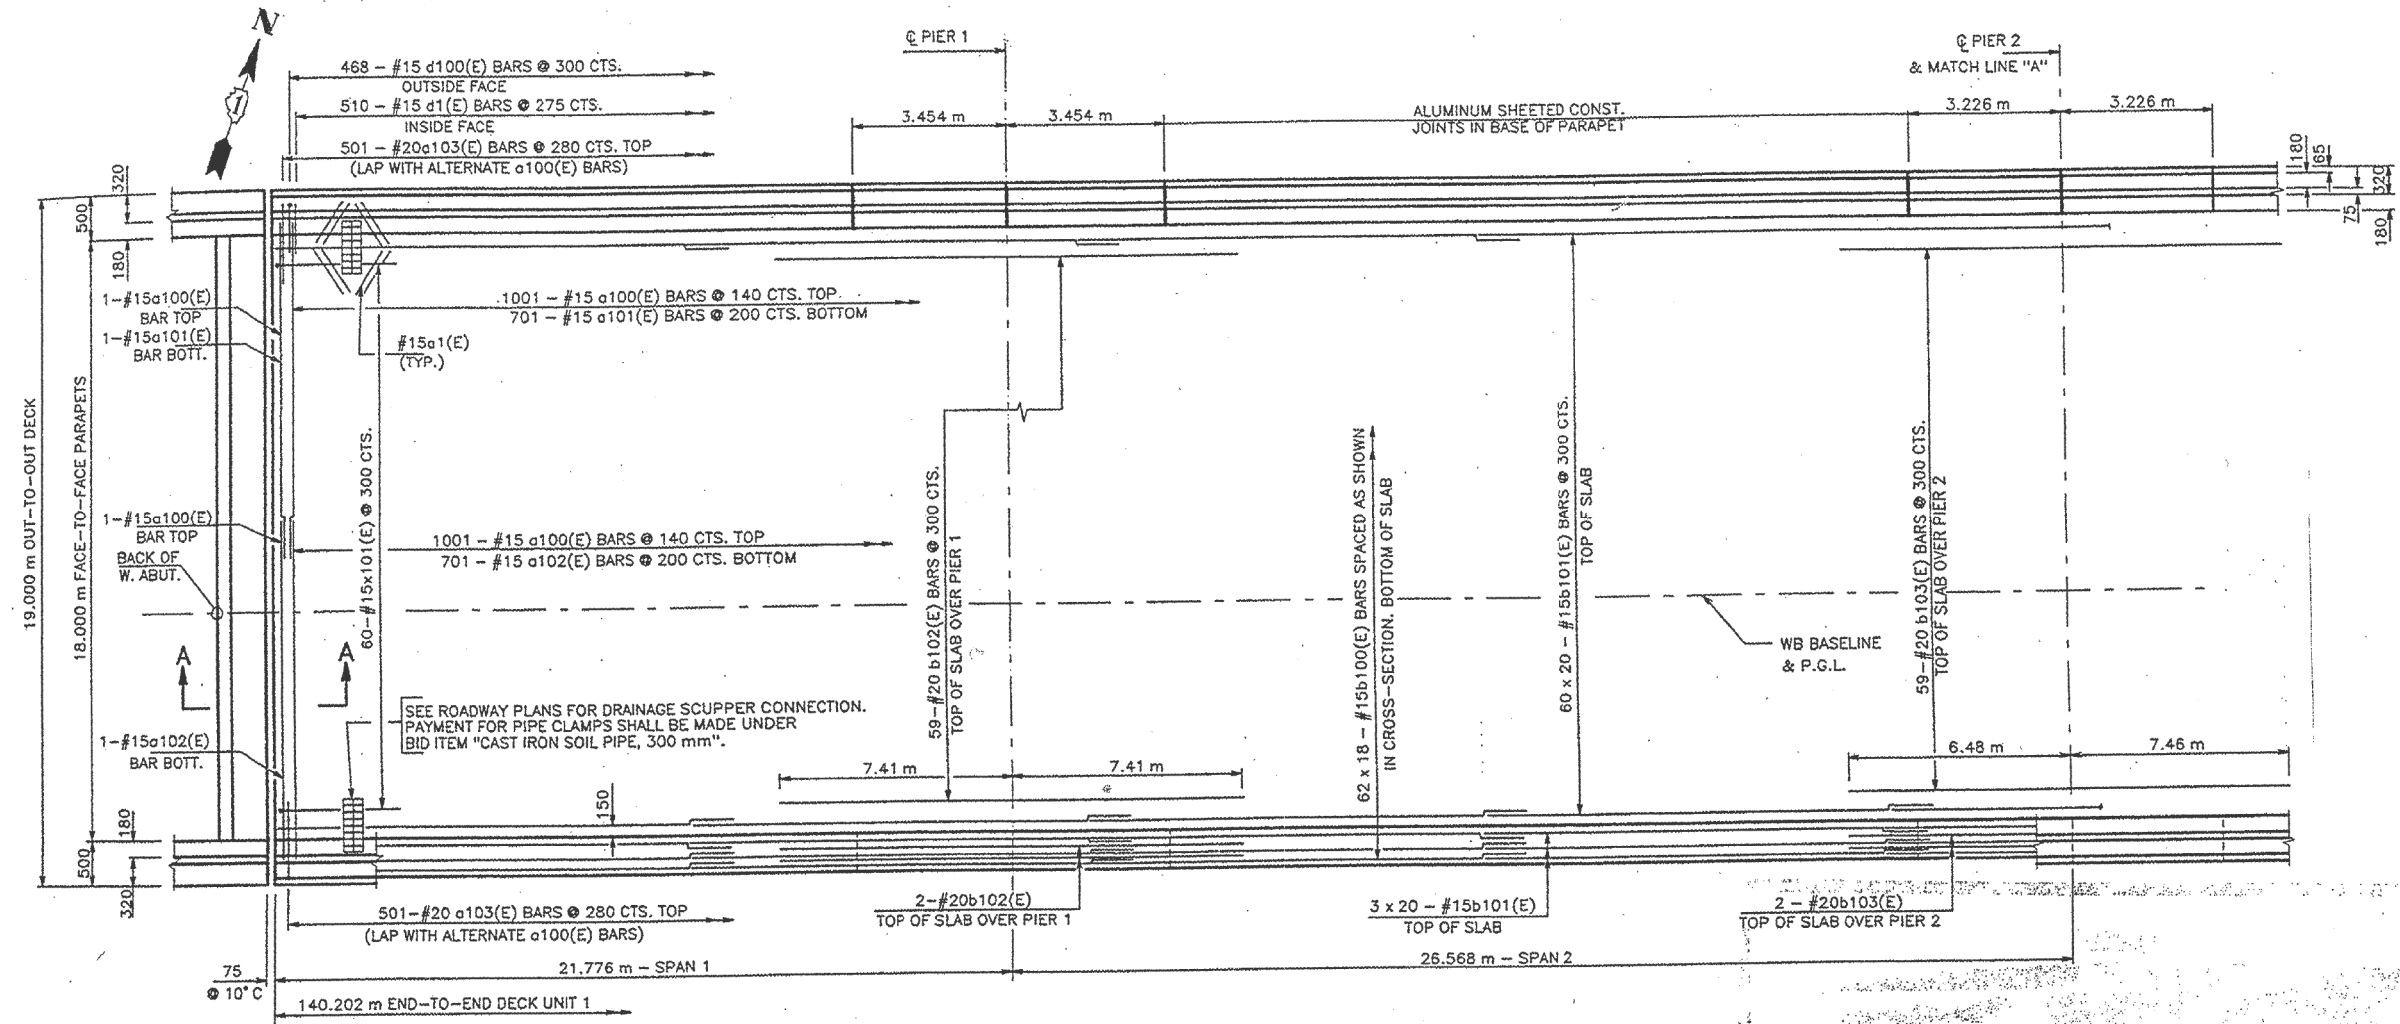 N
1
468 – #15 d100(E) BARS @ 300 CTS.
OUTSIDE FACE
510 – #15 d1(E) BARS @ 275 CTS.
INSIDE FACE
501 – #20a103(E) BARS @ 280 CTS. TOP
(LAP WITH ALTERNATE a100(E) BARS)
℄ PIER 1
℄ PIER 2
& MATCH LINE "A"
3.454 m
3.454 m
ALUMINUM SHEETED CONST.
JOINTS IN BASE OF PARAPET
3.226 m
3.226 m
180
65
320
75
180
320
500
180
19.000 m OUT–TO–OUT DECK
18.000 m FACE–TO–FACE PARAPETS
1–#15a100(E)
BAR TOP
1–#15a101(E)
BAR BOTT.
1001 – #15 a100(E) BARS @ 140 CTS. TOP
701 – #15 a101(E) BARS @ 200 CTS. BOTTOM
#15a1(E)
(TYP.)
60–#15x101(E) @ 300 CTS.
1–#15a100(E)
BAR TOP
BACK OF
W. ABUT.
1001 – #15 a100(E) BARS @ 140 CTS. TOP
701 – #15 a102(E) BARS @ 200 CTS. BOTTOM
59–#20 b102(E) BARS @ 300 CTS.
TOP OF SLAB OVER PIER 1
62 x 18 – #15b100(E) BARS SPACED AS SHOWN
IN CROSS–SECTION. BOTTOM OF SLAB
60 x 20 – #15b101(E) BARS @ 300 CTS.
TOP OF SLAB
59–#20 b103(E) BARS @ 300 CTS.
TOP OF SLAB OVER PIER 2
WB BASELINE
& P.G.L.
A
A
SEE ROADWAY PLANS FOR DRAINAGE SCUPPER CONNECTION.
PAYMENT FOR PIPE CLAMPS SHALL BE MADE UNDER
BID ITEM "CAST IRON SOIL PIPE, 300 mm".
1–#15a102(E)
BAR BOTT.
7.41 m
7.41 m
6.48 m
7.46 m
150
180
500
320
501–#20 a103(E) BARS @ 280 CTS. TOP
(LAP WITH ALTERNATE a100(E) BARS)
2–#20b102(E)
TOP OF SLAB OVER PIER 1
3 x 20 – #15b101(E)
TOP OF SLAB
2 – #20b103(E)
TOP OF SLAB OVER PIER 2
75
@ 10° C
21.776 m – SPAN 1
26.568 m – SPAN 2
140.202 m END–TO–END DECK UNIT 1